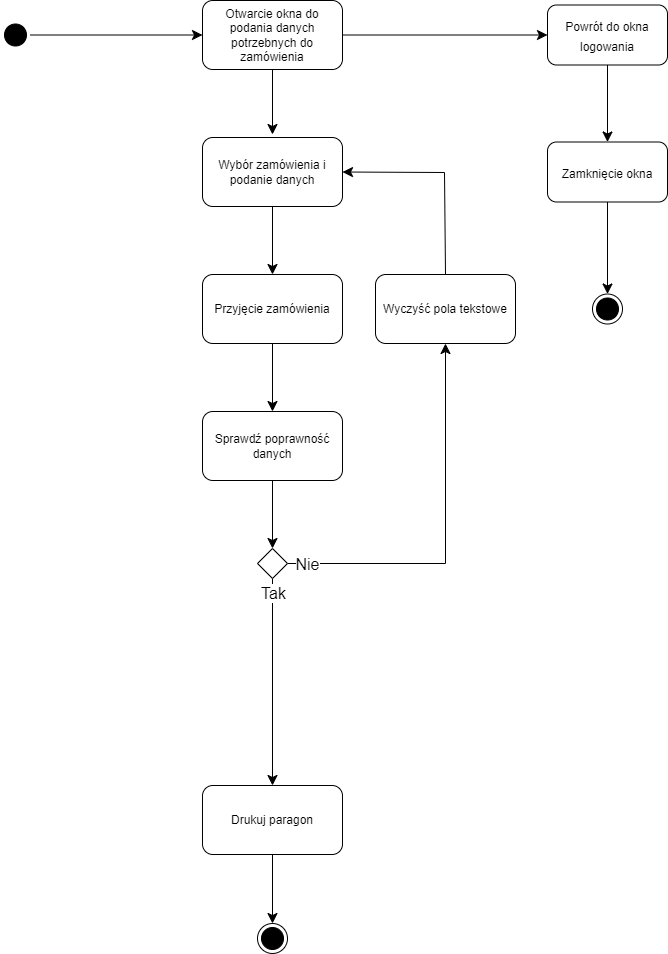 Otwarcie okna do
podania danych
potrzebnych do
zamówienia
Powrót do okna
logowania
Wybór zamówienia i
podanie danych
Zamknięcie okna
Przyjęcie zamówienia
Wyczyść pola tekstowe
Sprawdź poprawność
danych
Nie
Tak
Drukuj paragon